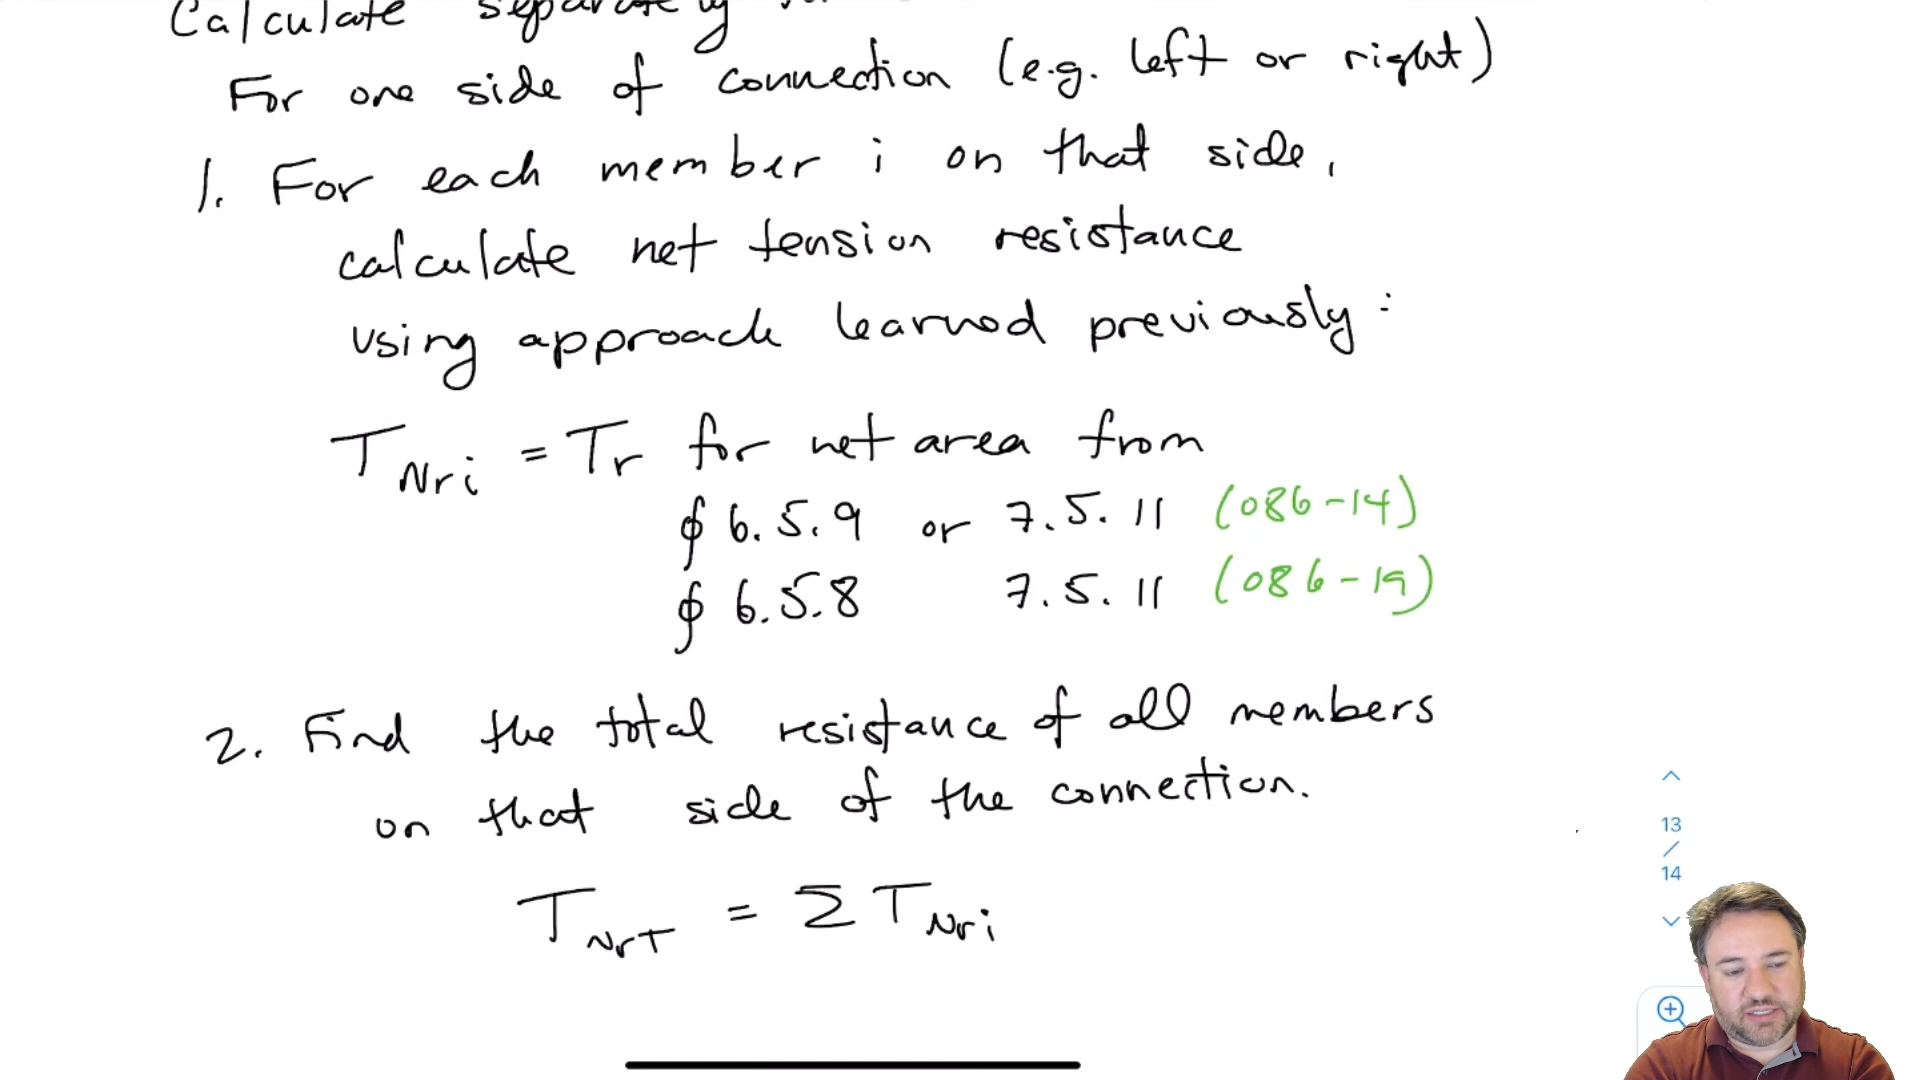 Calculate separately
For one side of connection (e.g. left or right)
1. For each member i on that side,
calculate net tension resistance
using approach learned previously:
T_Nri = Tr for net area from
§ 6.5.9 or 7.5.11 (086-14)
§ 6.5.8 7.5.11 (086-19)
2. Find the total resistance of all members
on that side of the connection.
T_NrT = Σ T_Nri
13
/
14